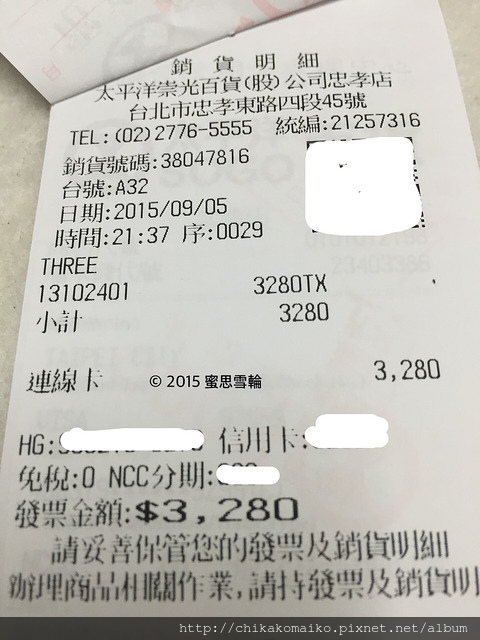 銷貨明細
太平洋崇光百貨(股)公司忠孝店
台北市忠孝東路四段45號
TEL:(02)2776-5555 統編:21257316
銷貨號碼:38047816
台號:A32
日期:2015/09/05
時間:21:37 序:0029
THREE
13102401 3280TX
小計 3280
連線卡 3,280
© 2015 蜜思雪輪
HG: 信用卡:
免稅:0 NCC分期:
發票金額:$3,280
請妥善保管您的發票及銷貨明細
辦理商品相關作業,請持發票及銷貨明
http://chikakomaiko.pixnet.net/album